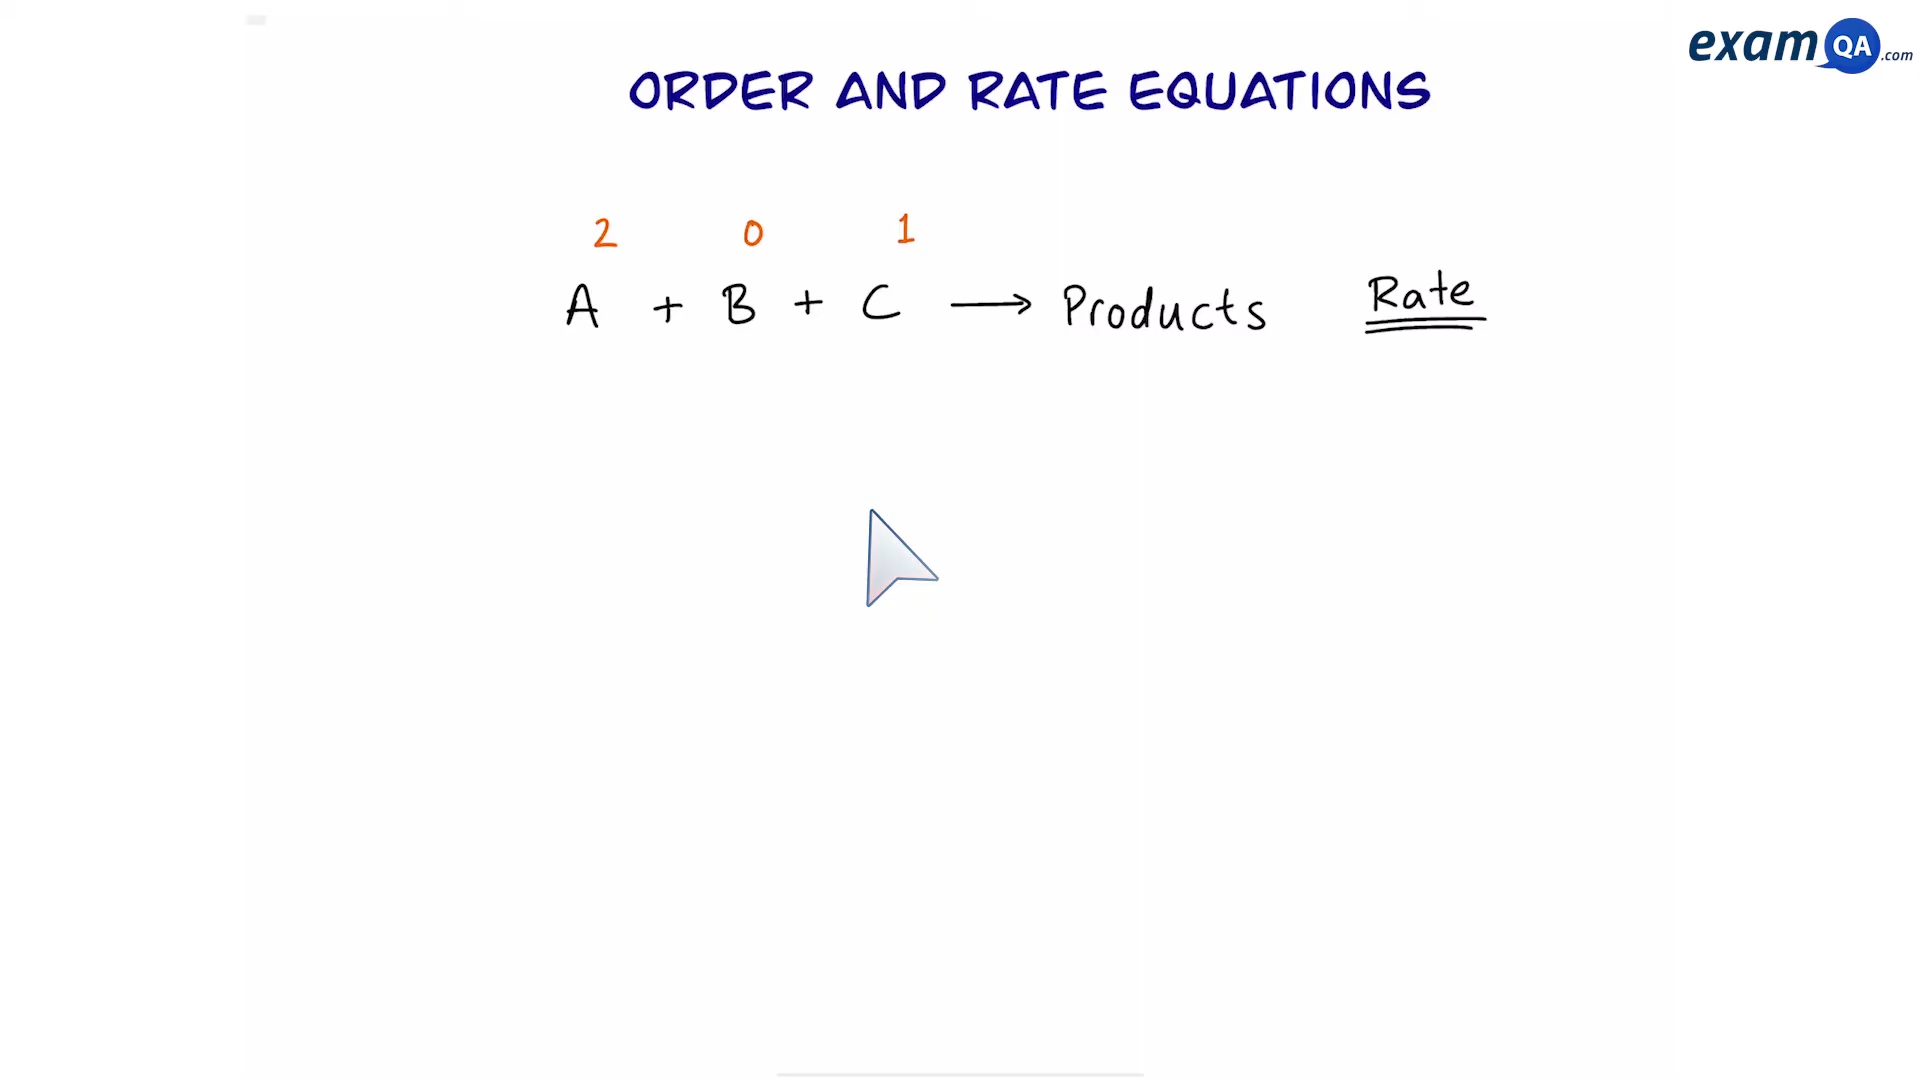 examQA.com
ORDER AND RATE EQUATIONS
2 0 1
A + B + C → Products Rate